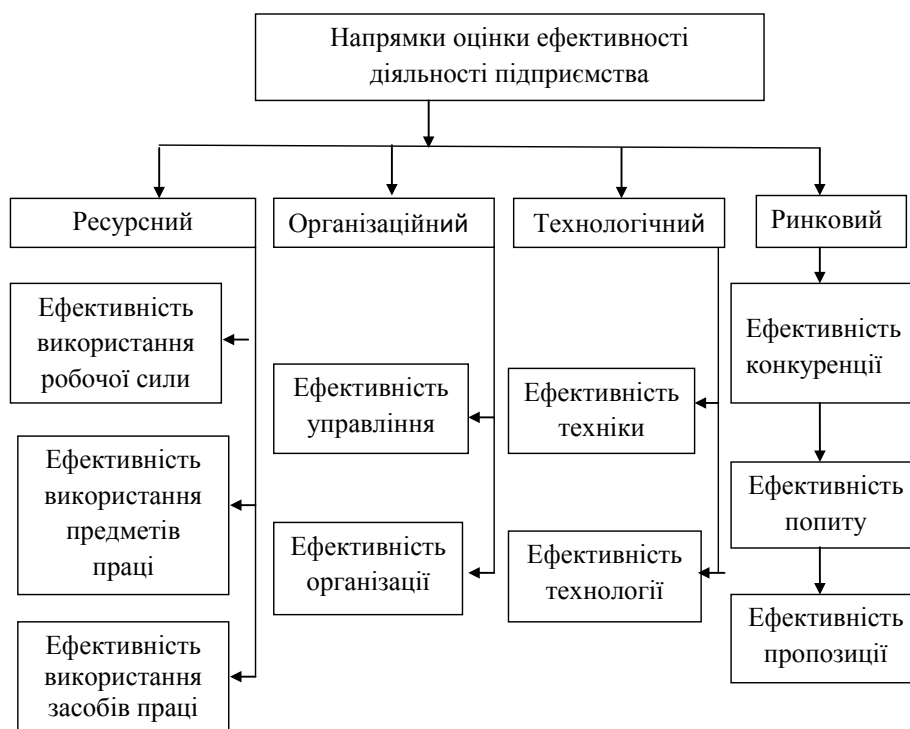 Напрямки оцінки ефективності
діяльності підприємства
Ресурсний
Організаційний
Технологічний
Ринковий
Ефективність
використання
робочої сили
Ефективність
використання
предметів
праці
Ефективність
використання
засобів праці
Ефективність
управління
Ефективність
організації
Ефективність
техніки
Ефективність
технології
Ефективність
конкуренції
Ефективність
попиту
Ефективність
пропозиції